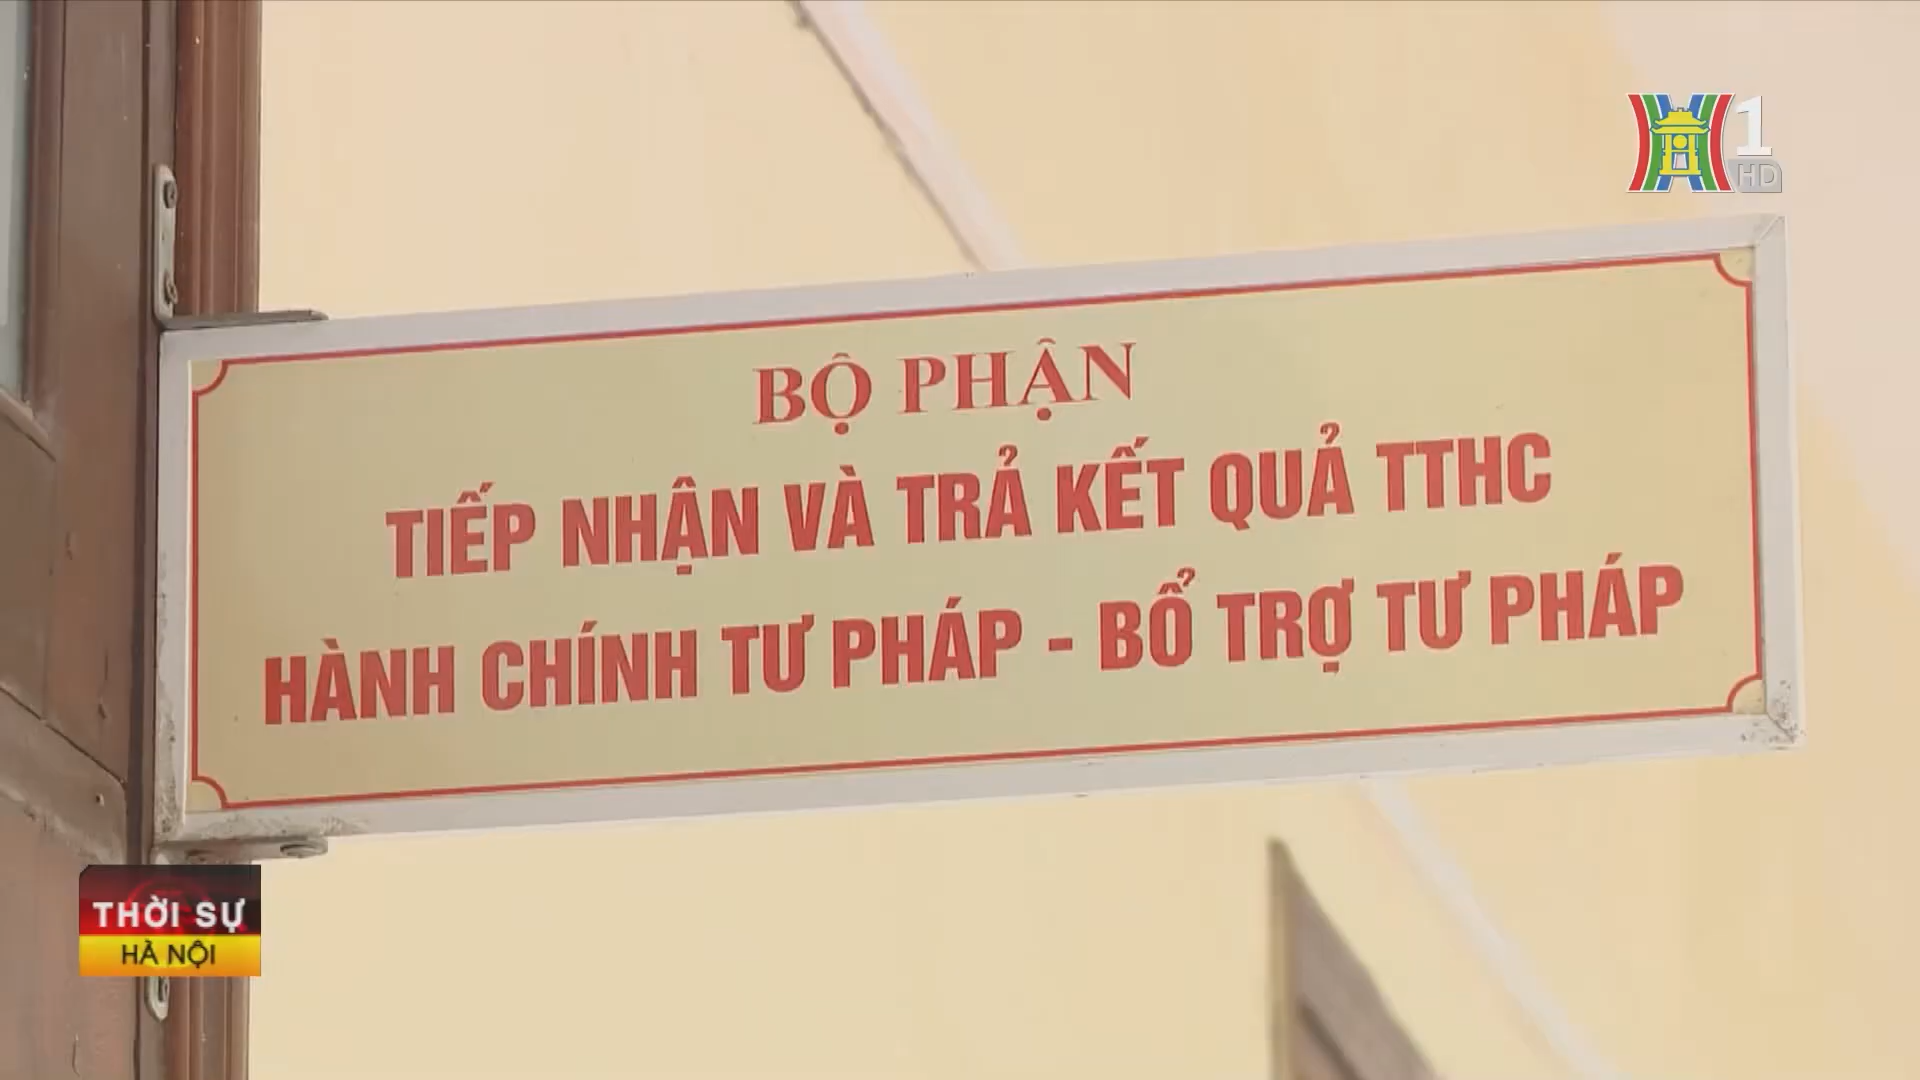 1
HD
BỘ PHẬN
TIẾP NHẬN VÀ TRẢ KẾT QUẢ TTHC
HÀNH CHÍNH TƯ PHÁP - BỔ TRỢ TƯ PHÁP
THỜI SỰ
HÀ NỘI